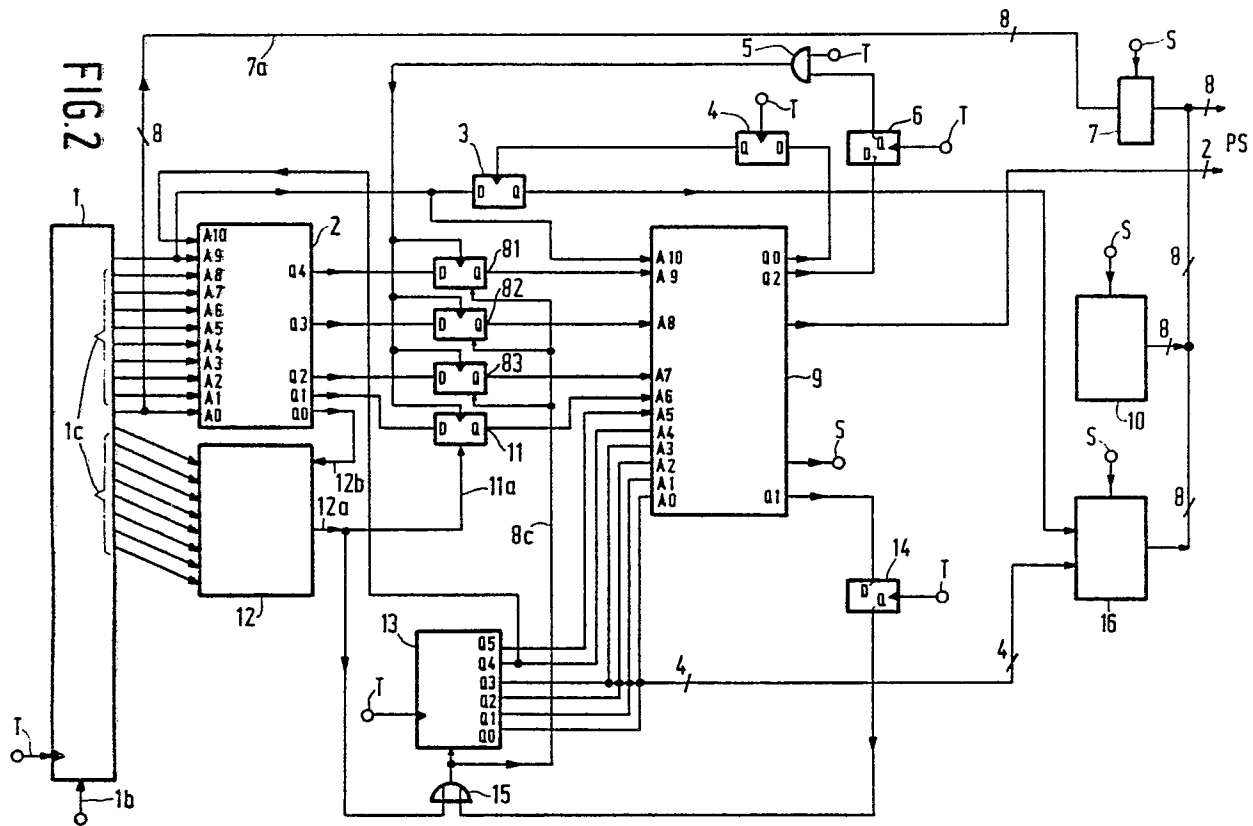 FIG.2
7a
8
8
5
T
S
7
8
PS
2
4
T
6
Q
D
T
Q D
3
D Q
1
2
A10
A9
A8
A7
A6
A5
A4
A3
A2
A1
A0
Q4
Q3
Q2
Q1
Q0
81
D Q
82
D Q
83
D Q
11
D Q
A10
A9
A8
A7
A6
A5
A4
A3
A2
A1
A0
Q0
Q2
Q1
9
S
S
8
8
10
1c
12b
12a
11a
8c
12
S
8
16
14
D
Q
T
13
Q5
Q4
Q3
Q2
Q1
Q0
T
4
4
T
1b
15